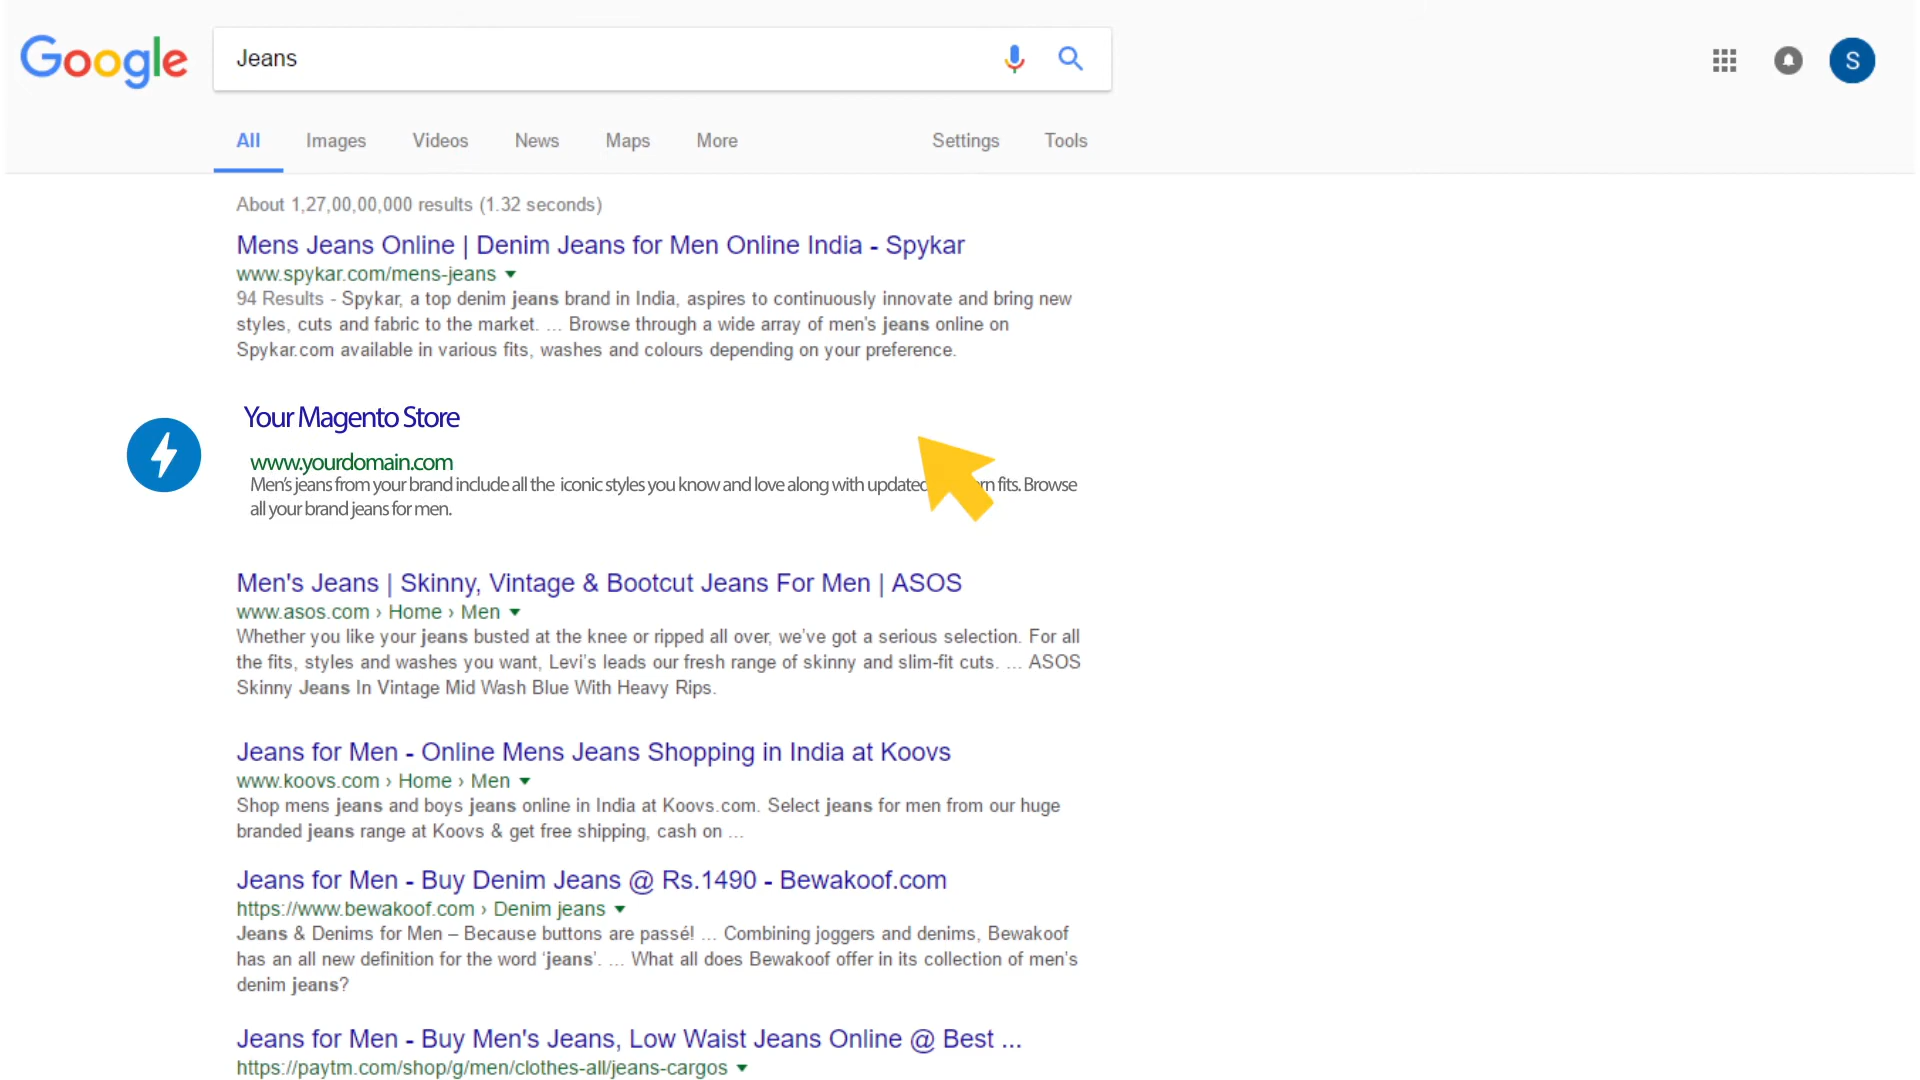 Google
Jeans
S
All Images Videos News Maps More Settings Tools
About 1,27,00,00,000 results (1.32 seconds)
Mens Jeans Online | Denim Jeans for Men Online India - Spykar
www.spykar.com/mens-jeans
94 Results - Spykar, a top denim jeans brand in India, aspires to continuously innovate and bring new
styles, cuts and fabric to the market. ... Browse through a wide array of men's jeans online on
Spykar.com available in various fits, washes and colours depending on your preference.
Your Magento Store
www.yourdomain.com
Men's jeans from your brand include all the iconic styles you know and love along with updated fits. Browse
all your brand jeans for men.
Men's Jeans | Skinny, Vintage & Bootcut Jeans For Men | ASOS
www.asos.com › Home › Men
Whether you like your jeans busted at the knee or ripped all over, we've got a serious selection. For all
the fits, styles and washes you want, Levi's leads our fresh range of skinny and slim-fit cuts. ... ASOS
Skinny Jeans In Vintage Mid Wash Blue With Heavy Rips.
Jeans for Men - Online Mens Jeans Shopping in India at Koovs
www.koovs.com › Home › Men
Shop mens jeans and boys jeans online in India at Koovs.com. Select jeans for men from our huge
branded jeans range at Koovs & get free shipping, cash on ...
Jeans for Men - Buy Denim Jeans @ Rs.1490 - Bewakoof.com
https://www.bewakoof.com › Denim jeans
Jeans & Denims for Men – Because buttons are passé! ... Combining joggers and denims, Bewakoof
has an all new definition for the word 'jeans'. ... What all does Bewakoof offer in its collection of men's
denim jeans?
Jeans for Men - Buy Men's Jeans, Low Waist Jeans Online @ Best ...
https://paytm.com/shop/g/men/clothes-all/jeans-cargos